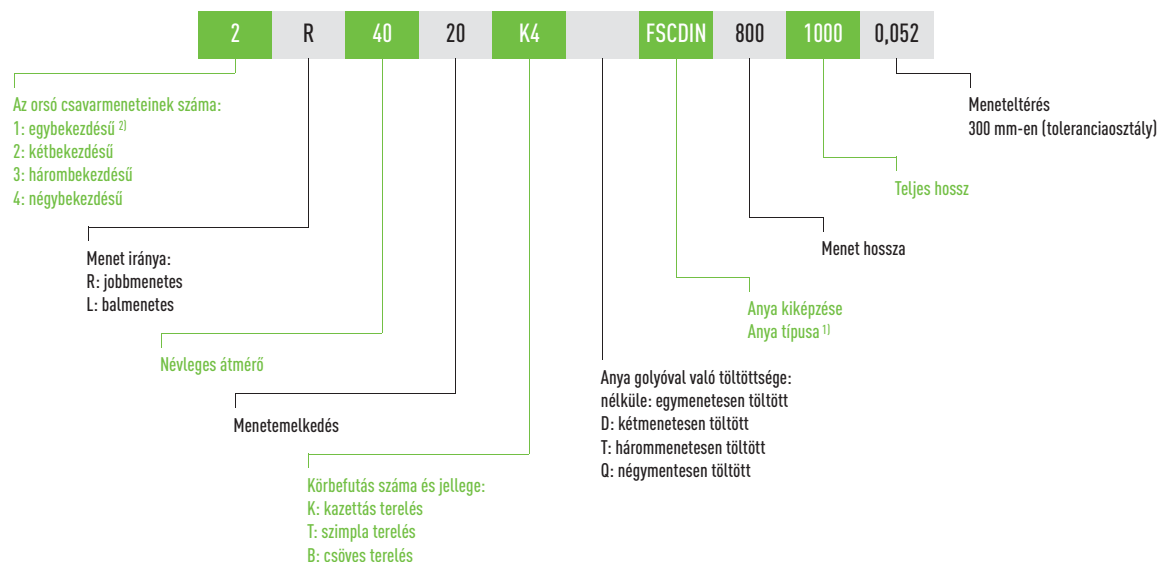 2 R 40 20 K4 FSCDIN 800 1000 0,052
Az orsó csavarmeneteinek száma:
1: egybekezdésű 2)
2: kétbekezdésű
3: hárombekezdésű
4: négybekezdésű
Menet iránya:
R: jobbmenetes
L: balmenetes
Névleges átmérő
Menetemelkedés
Körbefutás száma és jellege:
K: kazettás terelés
T: szimpla terelés
B: csöves terelés
Anya golyóval való töltöttsége:
nélküle: egymenetesen töltött
D: kétmenetesen töltött
T: hárommenetesen töltött
Q: négymentesen töltött
Anya kiképzése
Anya típusa 1)
Menet hossza
Teljes hossz
Meneteltérés
300 mm-en (toleranciaosztály)